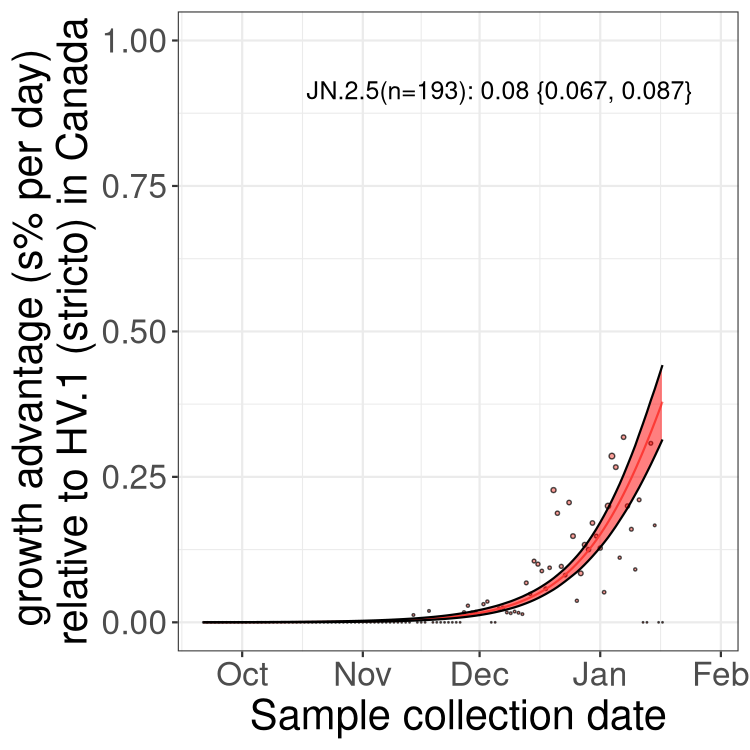 growth advantage (s% per day)
relative to HV.1 (stricto) in Canada
1.00
0.75
0.50
0.25
0.00
JN.2.5(n=193): 0.08 {0.067, 0.087}
Oct Nov Dec Jan Feb
Sample collection date